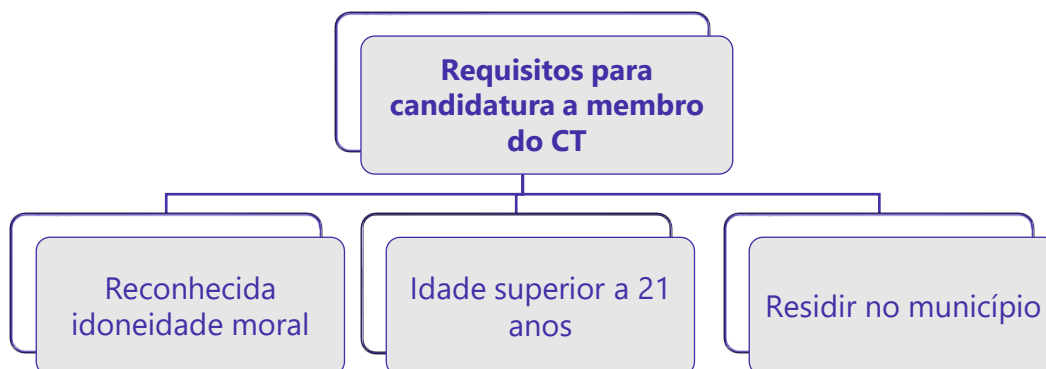 Requisitos para
candidatura a membro
do CT
Reconhecida
idoneidade moral
Idade superior a 21
anos
Residir no município